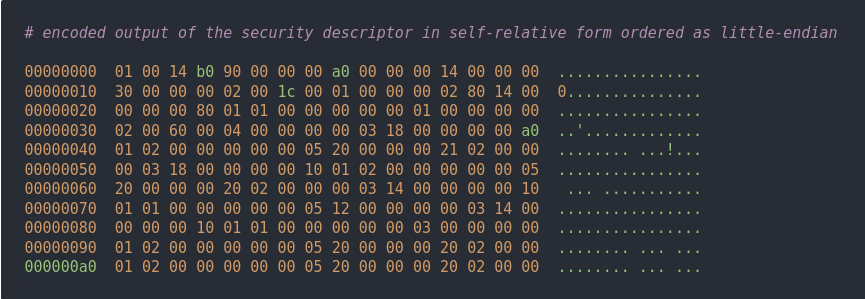 # encoded output of the security descriptor in self-relative form ordered as little-endian
00000000  01 00 14 b0 90 00 00 00 a0 00 00 00 14 00 00 00  ................
00000010  30 00 00 00 02 00 1c 00 01 00 00 00 02 80 14 00  0...............
00000020  00 00 00 80 01 01 00 00 00 00 00 01 00 00 00 00  ................
00000030  02 00 60 00 04 00 00 00 00 03 18 00 00 00 00 a0  ..'.............
00000040  01 02 00 00 00 00 00 05 20 00 00 00 21 02 00 00  ........ ...!...
00000050  00 03 18 00 00 00 00 10 01 02 00 00 00 00 00 05  ................
00000060  20 00 00 00 20 02 00 00 00 03 14 00 00 00 00 10   ... ...........
00000070  01 01 00 00 00 00 00 05 12 00 00 00 00 03 14 00  ................
00000080  00 00 00 10 01 01 00 00 00 00 00 03 00 00 00 00  ................
00000090  01 02 00 00 00 00 00 05 20 00 00 00 20 02 00 00  ........ ... ...
000000a0  01 02 00 00 00 00 00 05 20 00 00 00 20 02 00 00  ........ ... ...